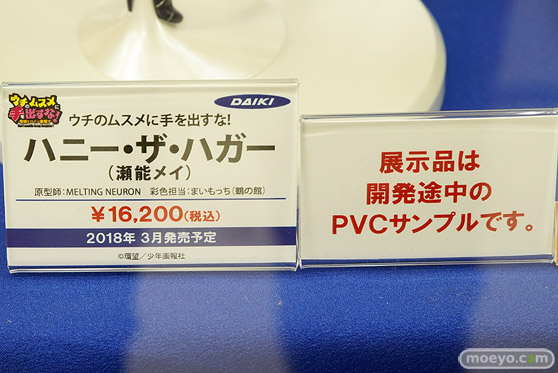 ウチのムスメに
手を出すな!
DAIKI
ウチのムスメに手を出すな!
ハニー・ザ・ハガー
(瀬能メイ)
原型師:MELTING NEURON 彩色担当:まいもっち(鶴の館)
¥16,200(税込)
2018年 3月発売予定
©環望/少年画報社
展示品は
開発途中の
PVCサンプルです。
moeyo.com